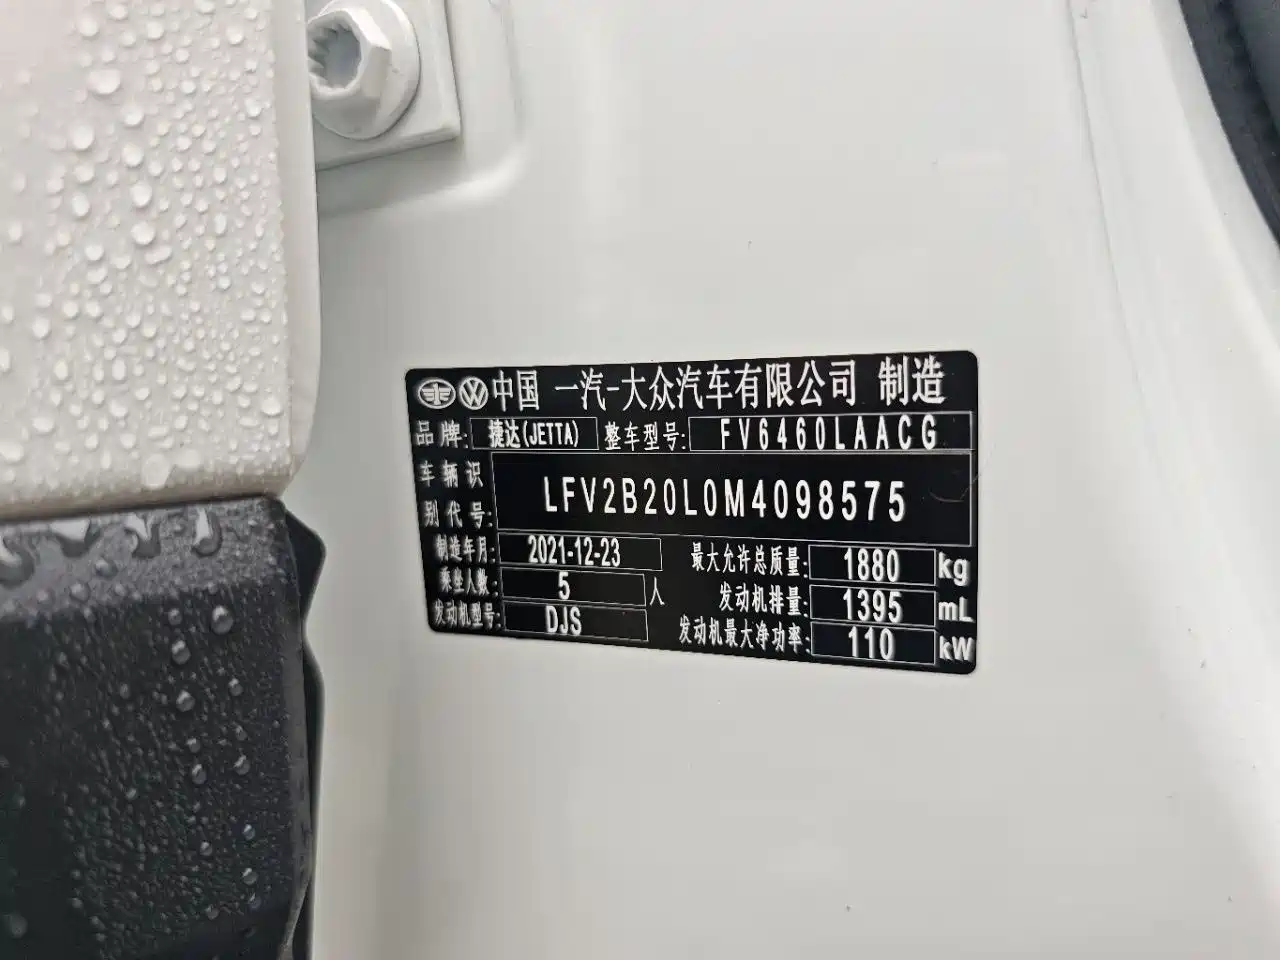 中国 一汽-大众汽车有限公司 制造
品牌: 捷达(JETTA) 整车型号: FV6460LAACG
车辆识别代号: LFV2B20L0M4098575
制造年月: 2021-12-23 最大允许总质量: 1880 kg
乘坐人数: 5 人 发动机排量: 1395 mL
发动机型号: DJS 发动机最大净功率: 110 kW